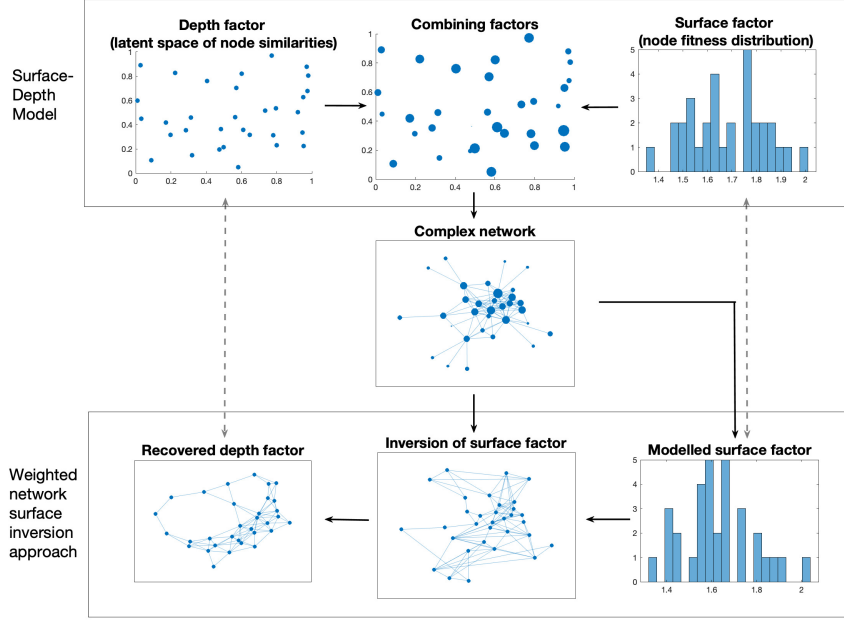 Depth factor
(latent space of node similarities)
Combining factors
Surface factor
(node fitness distribution)
Surface-
Depth
Model
1
0.8
0.6
0.4
0.2
0
0
0.2
0.4
0.6
0.8
1
1
0.8
0.6
0.4
0.2
0
0
0.2
0.4
0.6
0.8
1
5
4
3
2
1
0
1.4
1.5
1.6
1.7
1.8
1.9
2
Complex network
Weighted
network
surface
inversion
approach
Recovered depth factor
Inversion of surface factor
Modelled surface factor
5
4
3
2
1
0
1.4
1.6
1.8
2